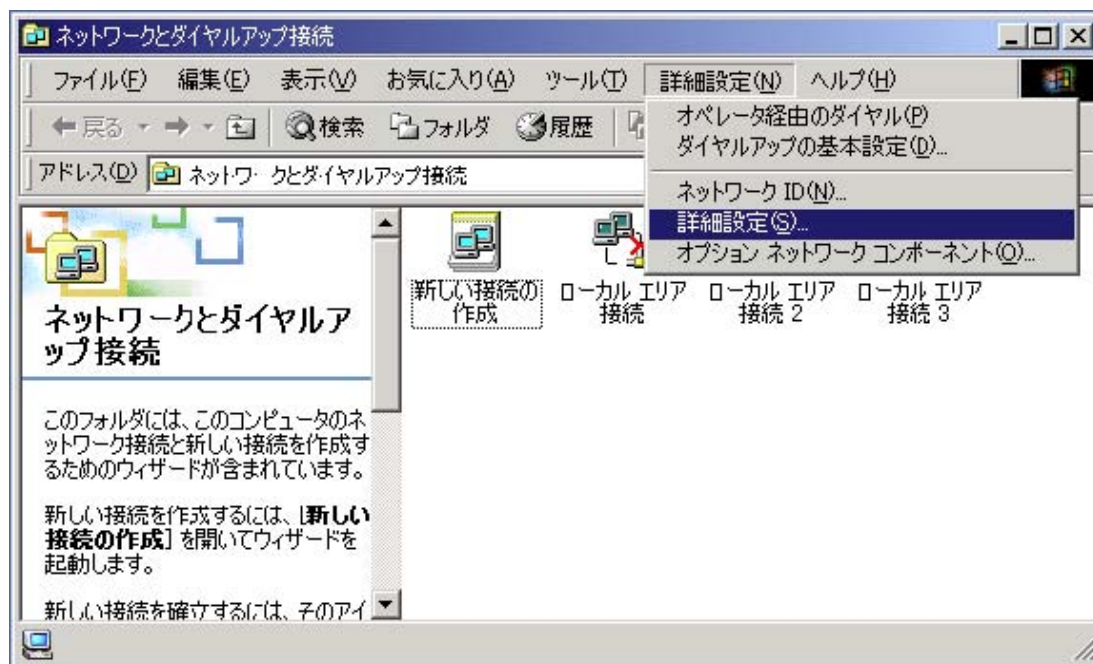 ネットワークとダイヤルアップ接続
ファイル(F) 編集(E) 表示(V) お気に入り(A) ツール(T) 詳細設定(N) ヘルプ(H)
戻る 検索 フォルダ 履歴
アドレス(D) ネットワークとダイヤルアップ接続
オペレータ経由のダイヤル(P)
ダイヤルアップの基本設定(D)...
ネットワーク ID(N)...
詳細設定(S)...
オプション ネットワーク コンポーネント(O)...
ネットワークとダイヤルア
ップ接続
このフォルダには、このコンピュータのネ
ットワーク接続と新しい接続を作成す
るためのウィザードが含まれています。
新しい接続を作成するには、[新しい
接続の作成] を開いてウィザードを
起動します。
新しい接続を確立するには、そのアイ
新しい接続の
作成
ローカル エリア
接続
ローカル エリア
接続 2
ローカル エリア
接続 3